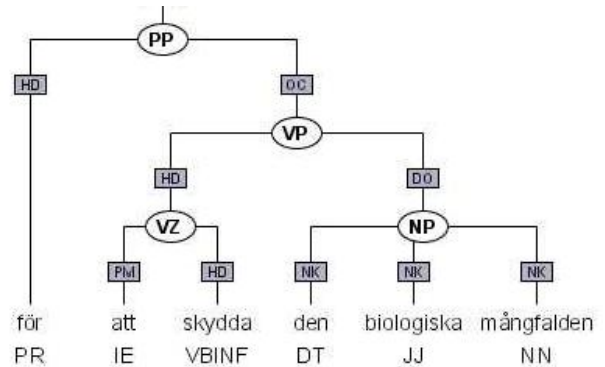 PP
HD OC
VP
HD DO
VZ NP
PM HD NK NK NK
för att skydda den biologiska mångfalden
PR IE VBINF DT JJ NN